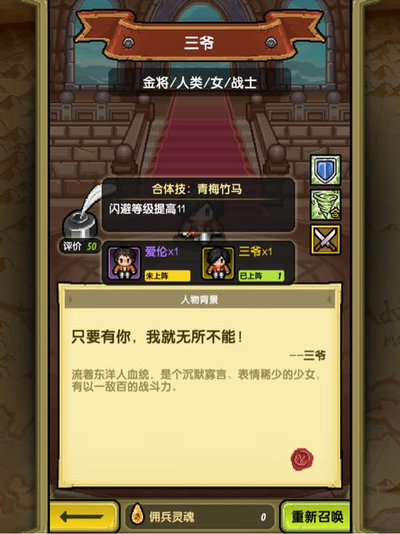 三爷
金将/人类/女/战士
合体技：青梅竹马
闪避等级提高11
评价 50
爱伦x1
未上阵
三爷x1
已上阵 1
人物背景
只要有你，我就无所不能！
--三爷
流着东洋人血统，是个沉默寡言、表情稀少的少女，
有以一敌百的战斗力。
佣兵灵魂 0
重新召唤